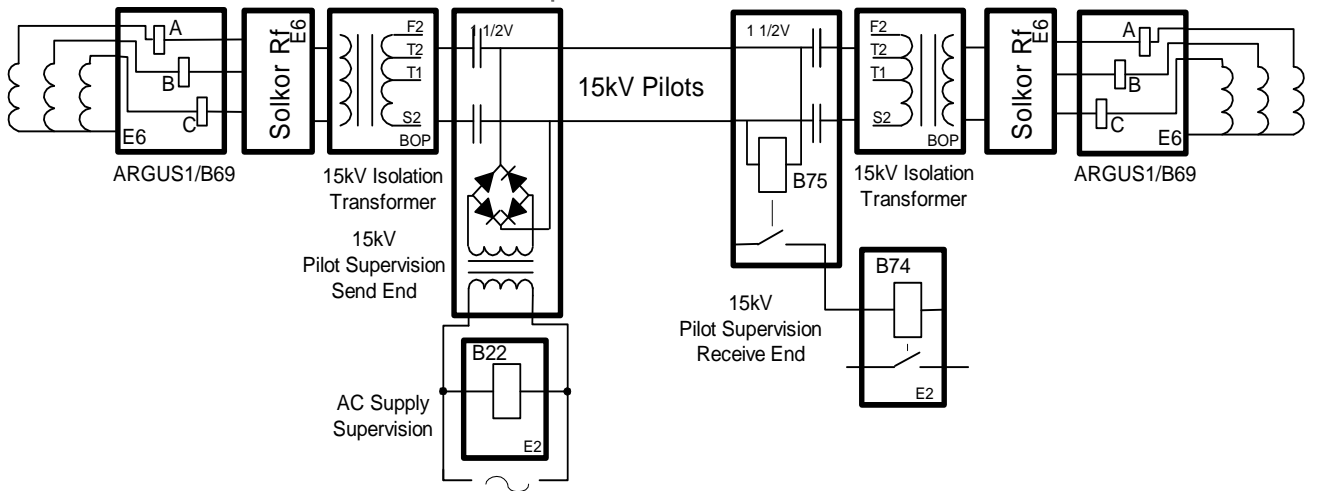 A
B
C
E6
ARGUS1/B69
Solkor Rf
E6
F2
T2
T1
S2
BOP
15kV Isolation
Transformer
1 1/2V
15kV
Pilot Supervision
Send End
B22
E2
AC Supply
Supervision
15kV Pilots
1 1/2V
B75
15kV
Pilot Supervision
Receive End
B74
E2
F2
T2
T1
S2
BOP
15kV Isolation
Transformer
Solkor Rf
E6
A
B
C
E6
ARGUS1/B69